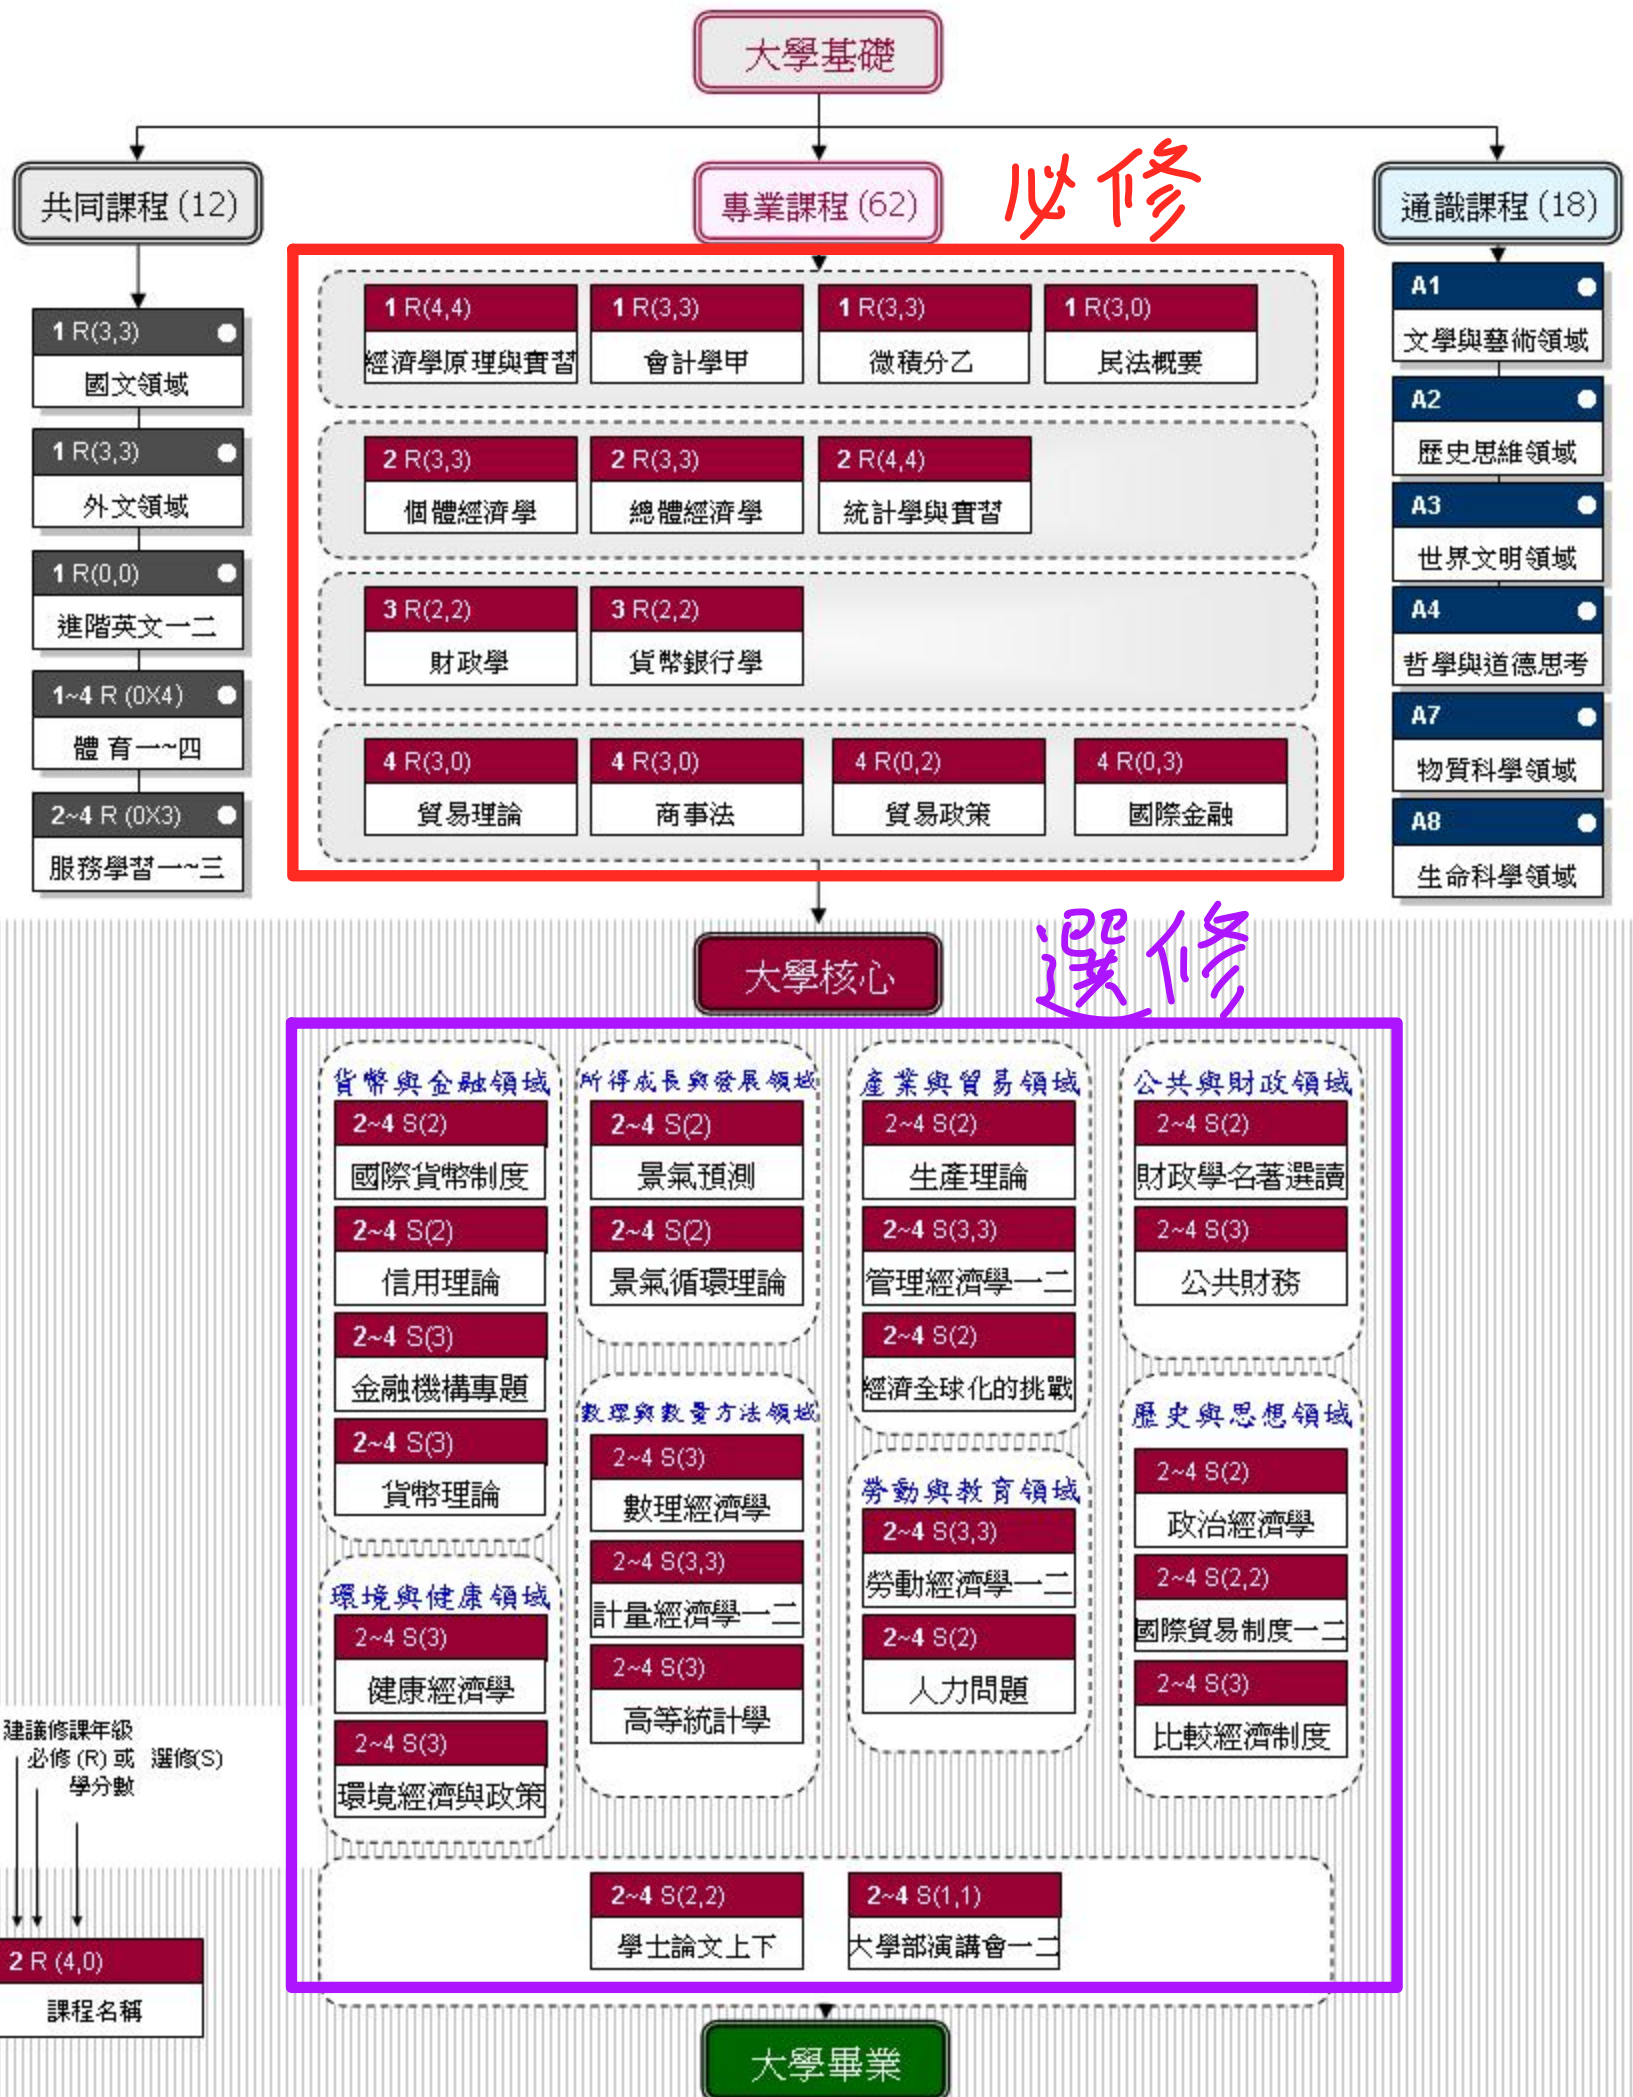 大學基礎
共同課程(12)
專業課程(62)
必修
通識課程(18)
1 R(3,3)
國文領域
1 R(3,3)
外文領域
1 R(0,0)
進階英文一二
1~4 R (0X4)
體 育一~四
2~4 R (0X3)
服務學習一~三
1 R(4,4)
經濟學原理與實習
1 R(3,3)
會計學甲
1 R(3,3)
微積分乙
1 R(3,0)
民法概要
2 R(3,3)
個體經濟學
2 R(3,3)
總體經濟學
2 R(4,4)
統計學與實習
3 R(2,2)
財政學
3 R(2,2)
貨幣銀行學
4 R(3,0)
貿易理論
4 R(3,0)
商事法
4 R(0,2)
貿易政策
4 R(0,3)
國際金融
A1
文學與藝術領域
A2
歷史思維領域
A3
世界文明領域
A4
哲學與道德思考
A7
物質科學領域
A8
生命科學領域
大學核心
選修
貨幣與金融領域
2~4 S(2)
國際貨幣制度
2~4 S(2)
信用理論
2~4 S(3)
金融機構專題
2~4 S(3)
貨幣理論
環境與健康領域
2~4 S(3)
健康經濟學
2~4 S(3)
環境經濟與政策
所得成長與發展領域
2~4 S(2)
景氣預測
2~4 S(2)
景氣循環理論
數理與數量方法領域
2~4 S(3)
數理經濟學
2~4 S(3,3)
計量經濟學一二
2~4 S(3)
高等統計學
產業與貿易領域
2~4 S(2)
生產理論
2~4 S(3,3)
管理經濟學一二
2~4 S(2)
經濟全球化的挑戰
勞動與教育領域
2~4 S(3,3)
勞動經濟學一二
2~4 S(2)
人力問題
公共與財政領域
2~4 S(2)
財政學名著選讀
2~4 S(3)
公共財務
歷史與思想領域
2~4 S(2)
政治經濟學
2~4 S(2,2)
國際貿易制度一二
2~4 S(3)
比較經濟制度
2~4 S(2,2)
學士論文上下
2~4 S(1,1)
大學部演講會一二
建議修課年級
必修 (R) 或 選修(S)
學分數
2 R (4,0)
課程名稱
大學畢業